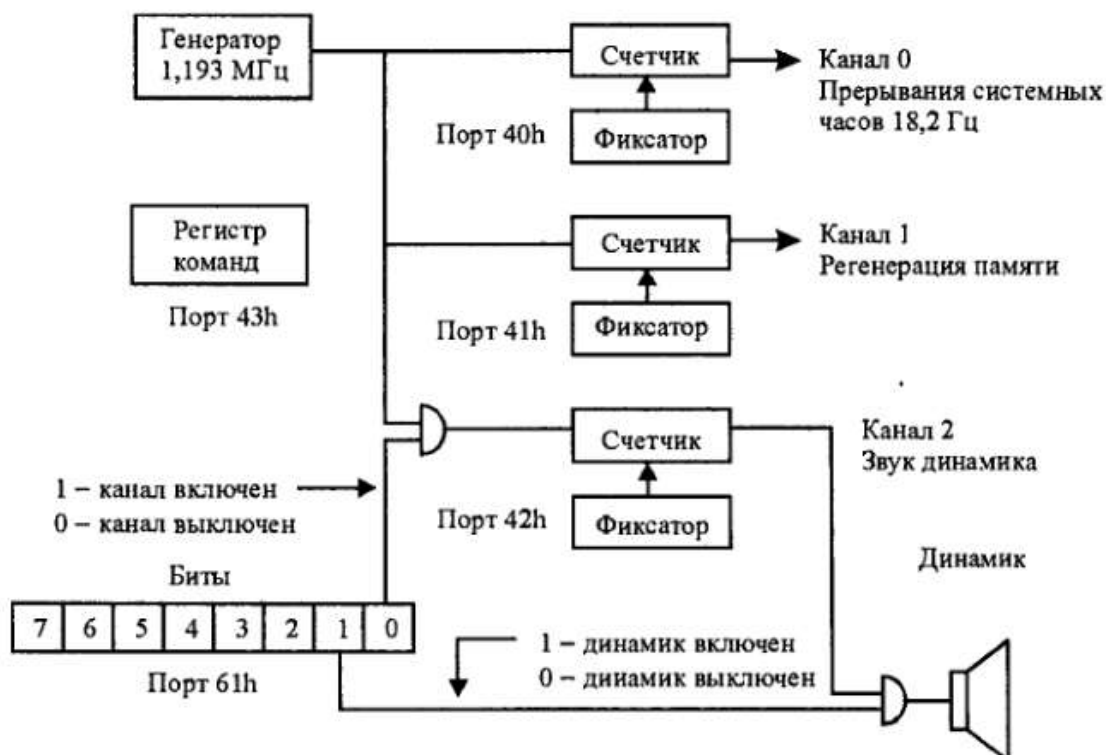 Генератор
1,193 МГц
Счетчик
Канал 0
Прерывания системных
часов 18,2 Гц
Порт 40h
Фиксатор
Регистр
команд
Порт 43h
Счетчик
Канал 1
Регенерация памяти
Порт 41h
Фиксатор
Счетчик
Канал 2
Звук динамика
1 – канал включен
0 – канал выключен
Порт 42h
Фиксатор
Динамик
Биты
7 6 5 4 3 2 1 0
Порт 61h
1 – динамик включен
0 – динамик выключен